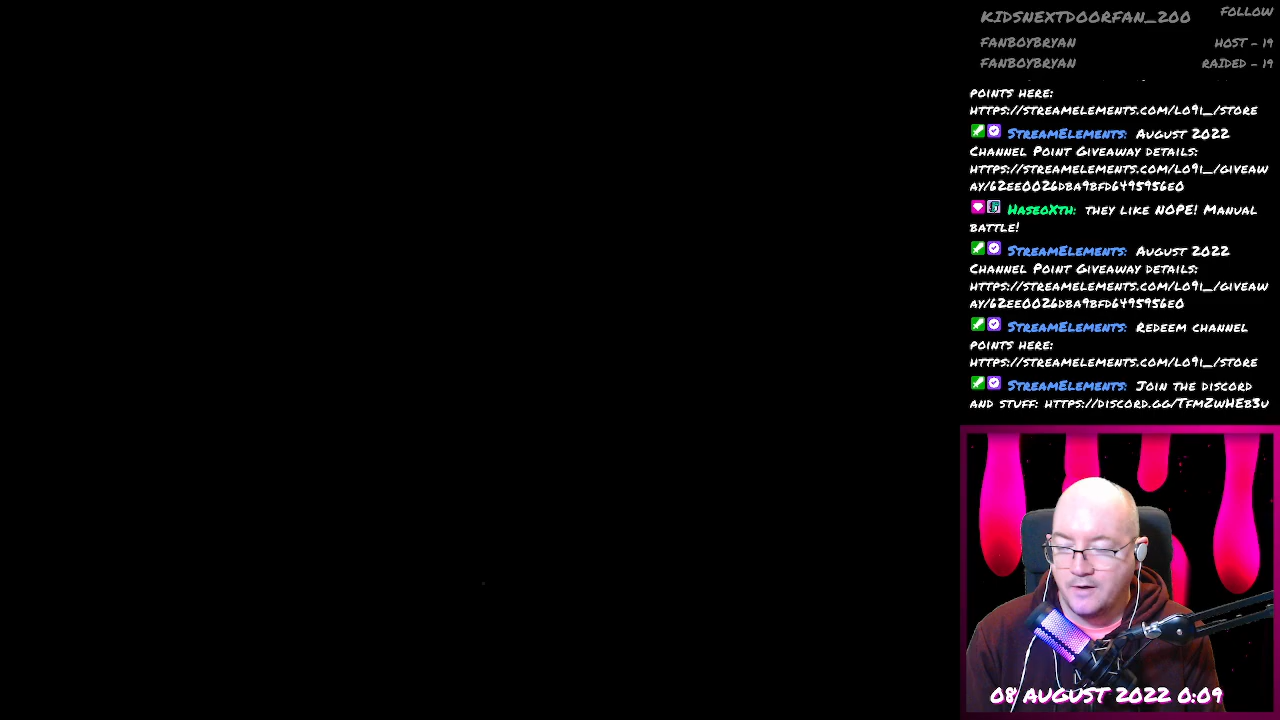 KIDSNEXTDOORFAN_200 FOLLOW
FANBOYBRYAN HOST - 19
FANBOYBRYAN RAIDED - 19
POINTS HERE:
HTTPS://STREAMELEMENTS.COM/LO9I_/STORE
STREAMELEMENTS: AUGUST 2022
CHANNEL POINT GIVEAWAY DETAILS:
HTTPS://STREAMELEMENTS.COM/LO9I_/GIVEAW
AY/62EE0026DBA9BFD6495956E0
HASEOXTH: THEY LIKE NOPE! MANUAL
BATTLE!
STREAMELEMENTS: AUGUST 2022
CHANNEL POINT GIVEAWAY DETAILS:
HTTPS://STREAMELEMENTS.COM/LO9I_/GIVEAW
AY/62EE0026DBA9BFD6495956E0
STREAMELEMENTS: REDEEM CHANNEL
POINTS HERE:
HTTPS://STREAMELEMENTS.COM/LO9I_/STORE
STREAMELEMENTS: JOIN THE DISCORD
AND STUFF: HTTPS://DISCORD.GG/TFMZWHEB3U
08 AUGUST 2022 0:09